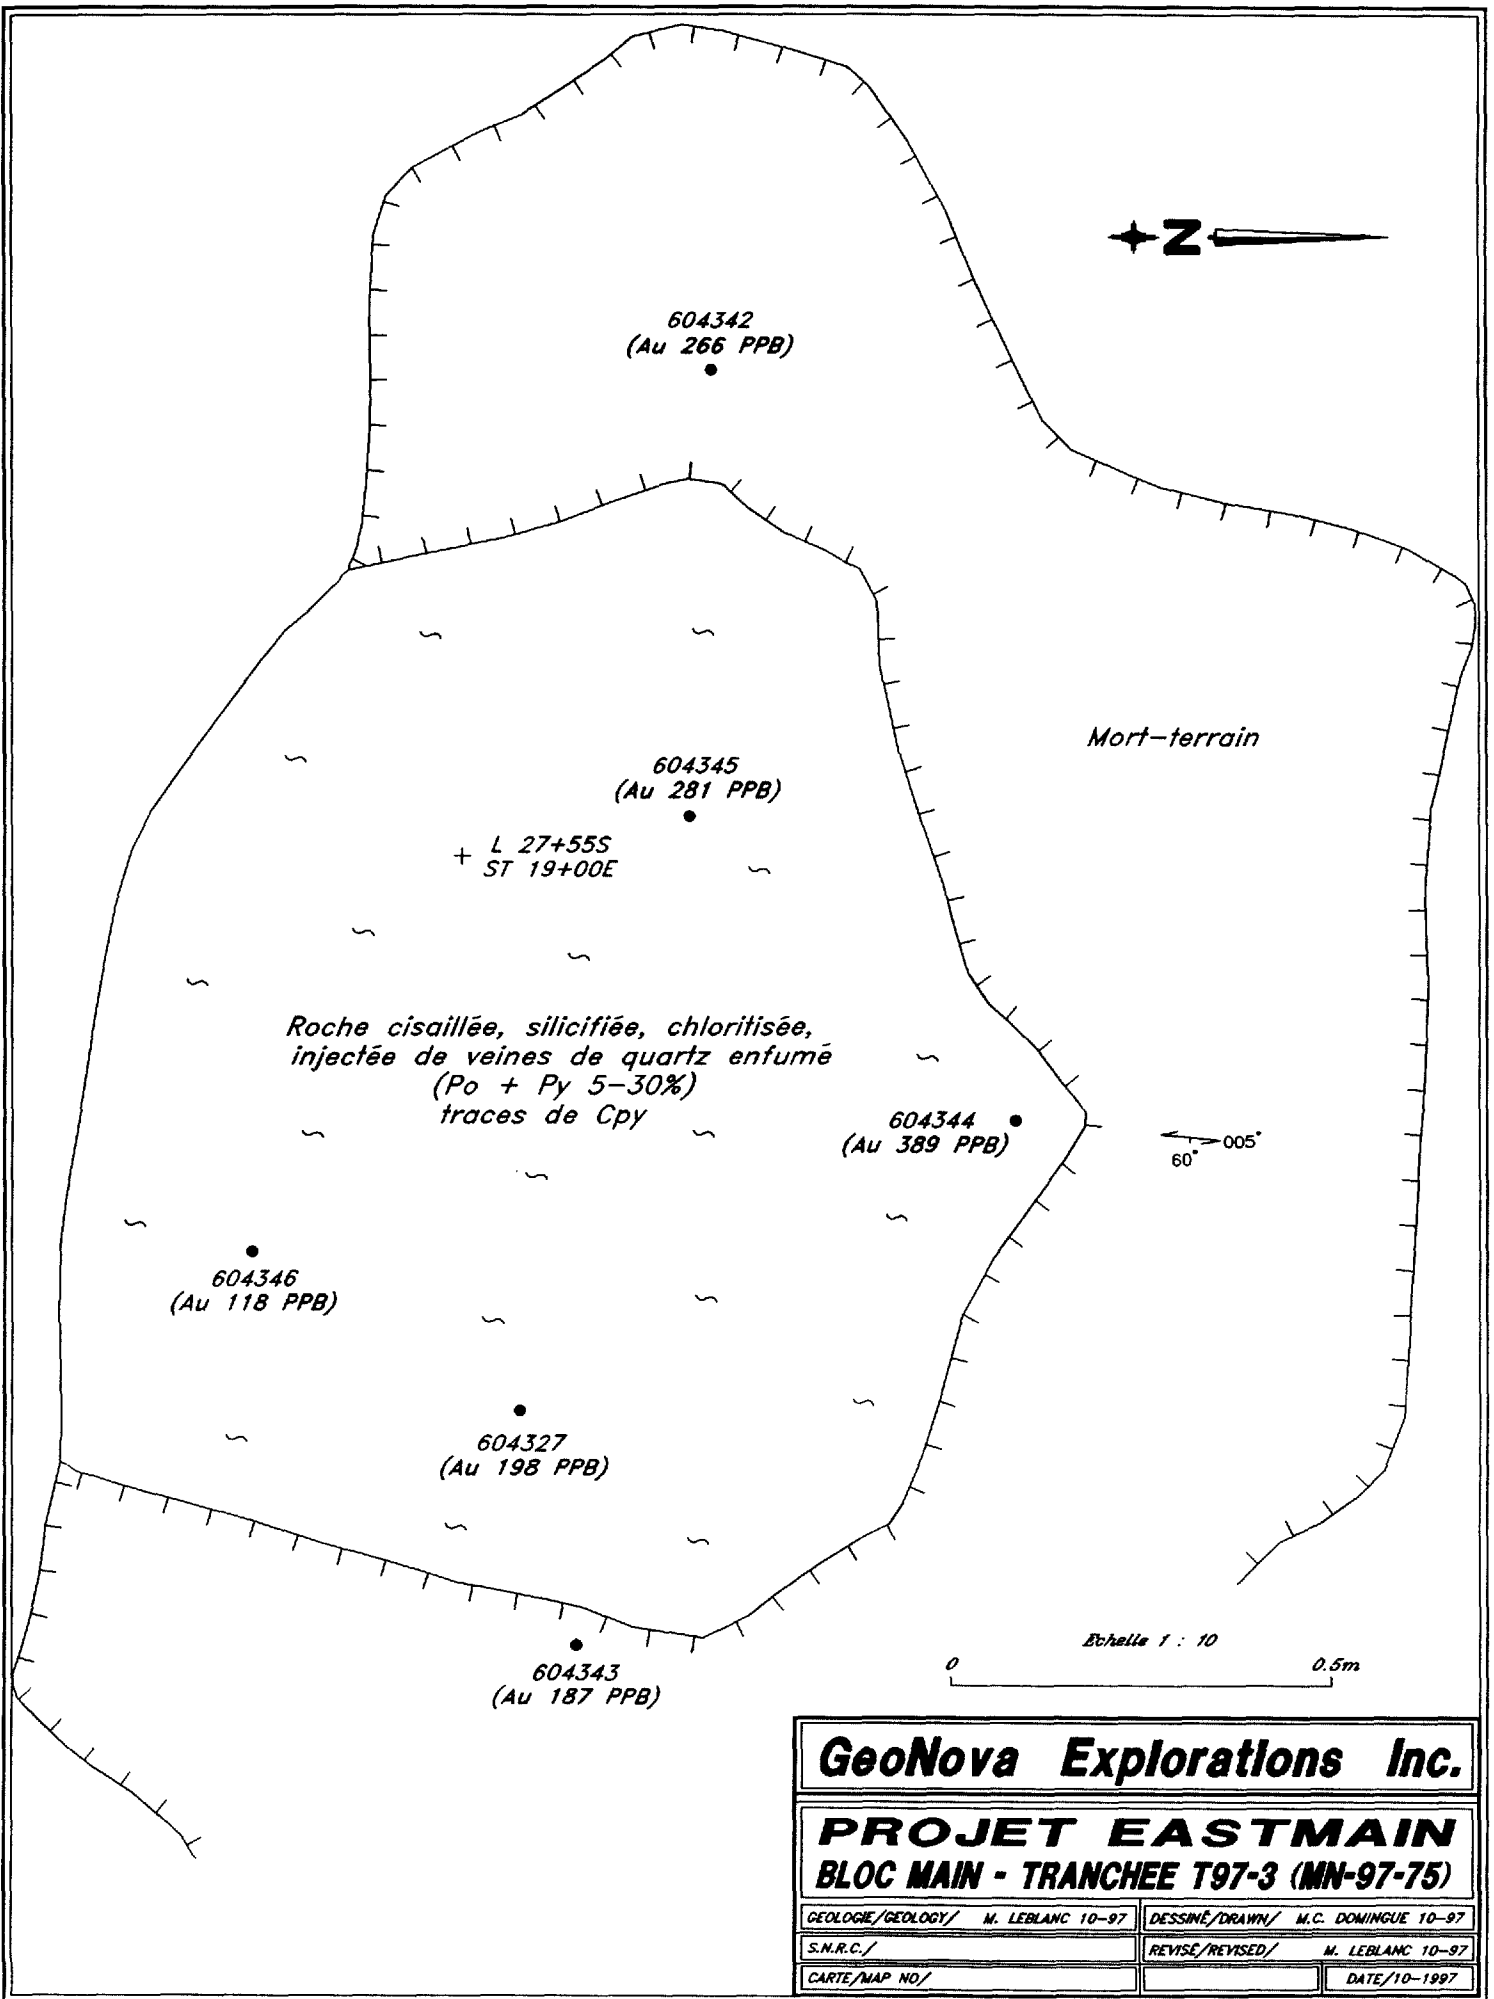 N
604342
(Au 266 PPB)
Mort-terrain
604345
(Au 281 PPB)
L 27+55S
ST 19+00E
Roche cisaillée, silicifiée, chloritisée,
injectée de veines de quartz enfumé
(Po + Py 5-30%)
traces de Cpy
604344
(Au 389 PPB)
005°
60°
604346
(Au 118 PPB)
604327
(Au 198 PPB)
604343
(Au 187 PPB)
Echelle 1 : 10
0 0.5m
GeoNova Explorations Inc.
PROJET EASTMAIN
BLOC MAIN - TRANCHEE T97-3 (MN-97-75)
GEOLOGIE/GEOLOGY/ M. LEBLANC 10-97 DESSINÉ/DRAWN/ M.C. DOMINGUE 10-97
S.N.R.C./ REVISÉ/REVISED/ M. LEBLANC 10-97
CARTE/MAP NO/ DATE/10-1997